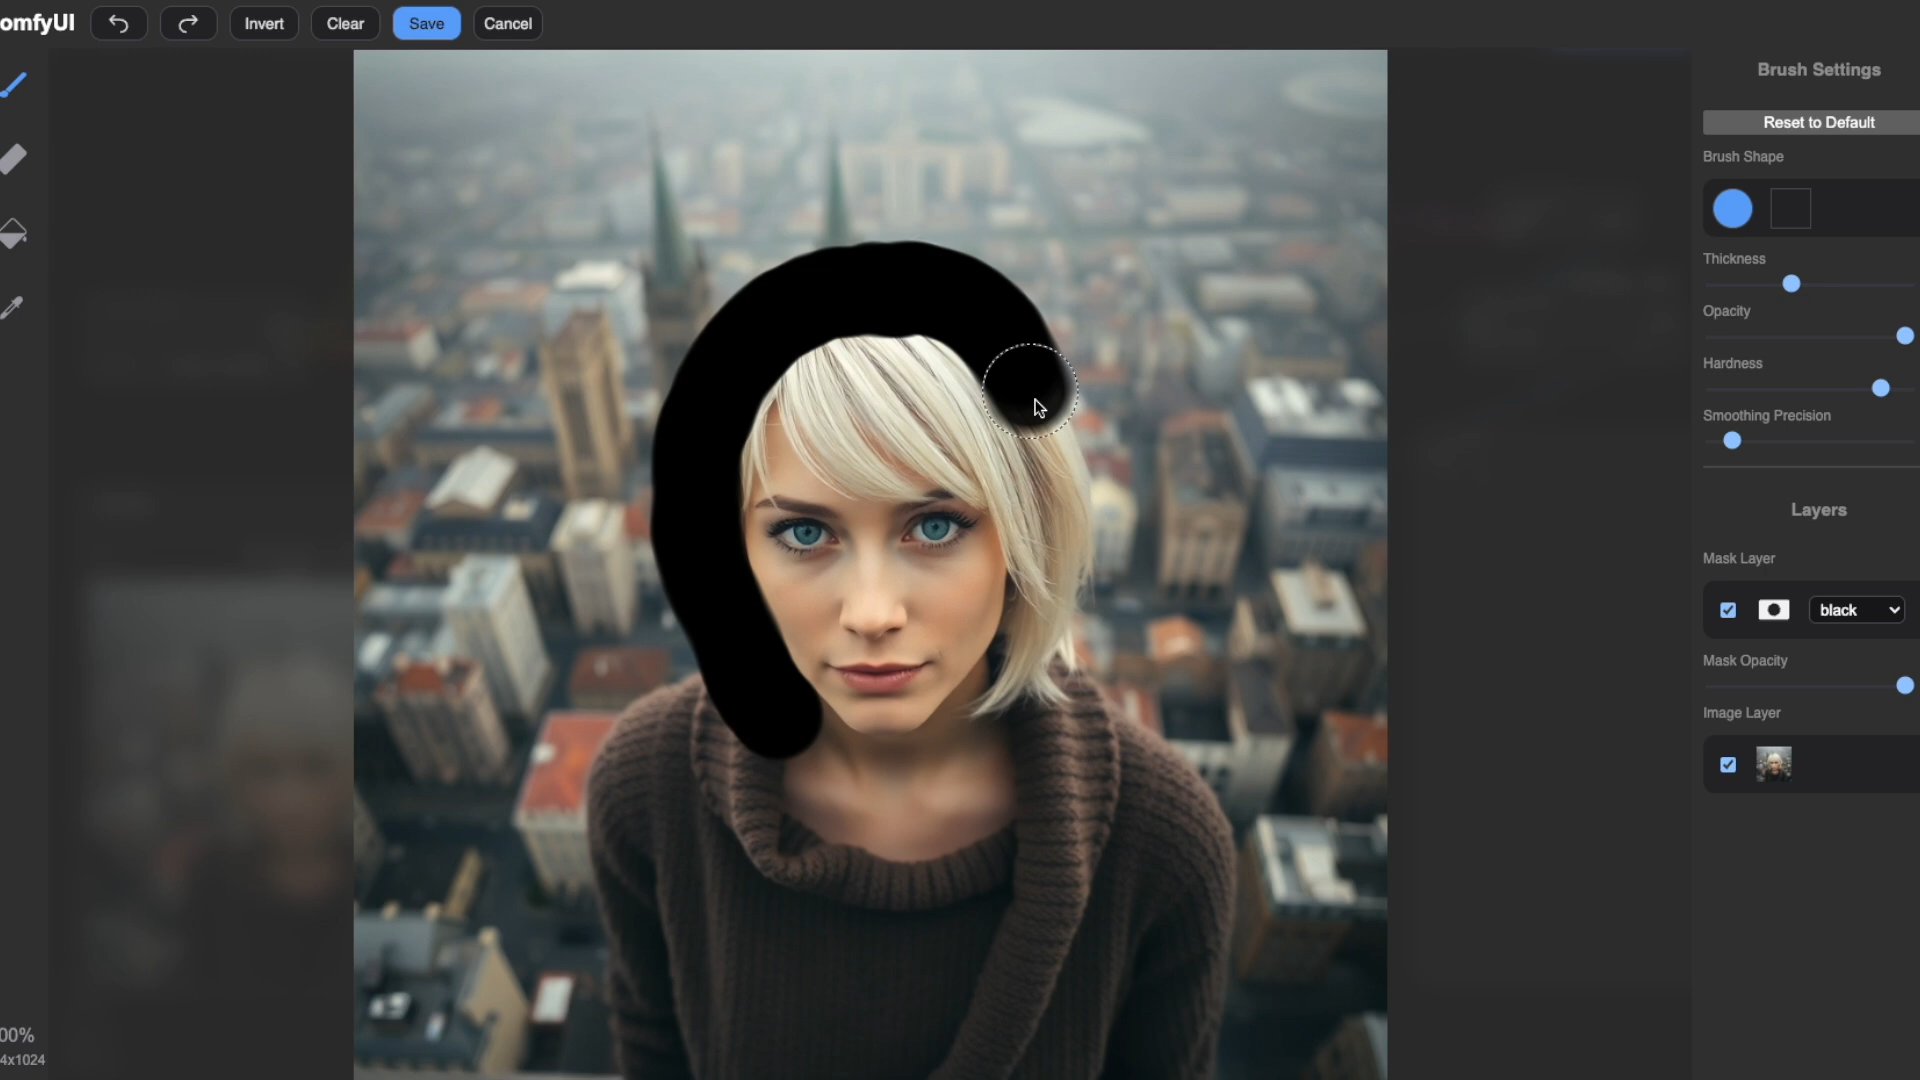 omfyUI
Invert
Clear
Save
Cancel
Brush Settings
Reset to Default
Brush Shape
Thickness
Opacity
Hardness
Smoothing Precision
Layers
Mask Layer
black
Mask Opacity
Image Layer
00%
4x1024